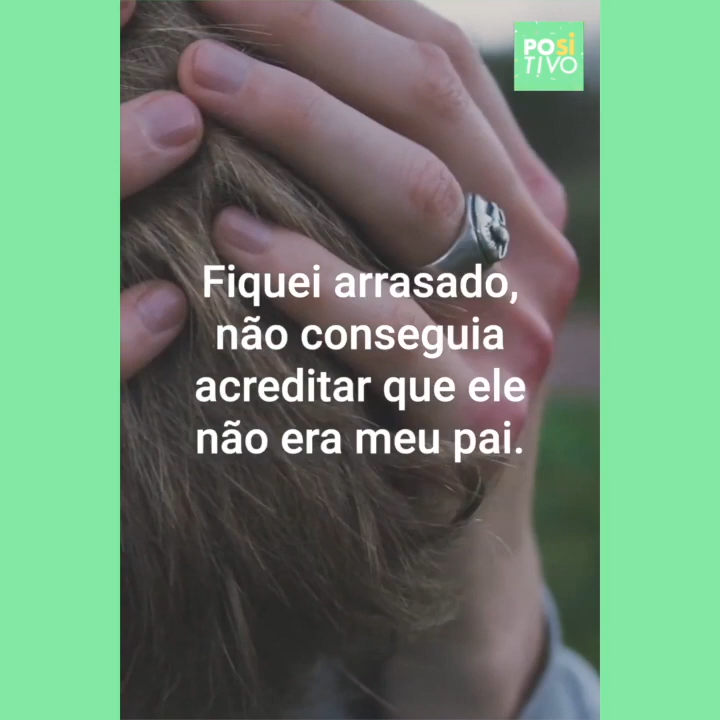 POSI
TIVO
Fiquei arrasado,
não conseguia
acreditar que ele
não era meu pai.